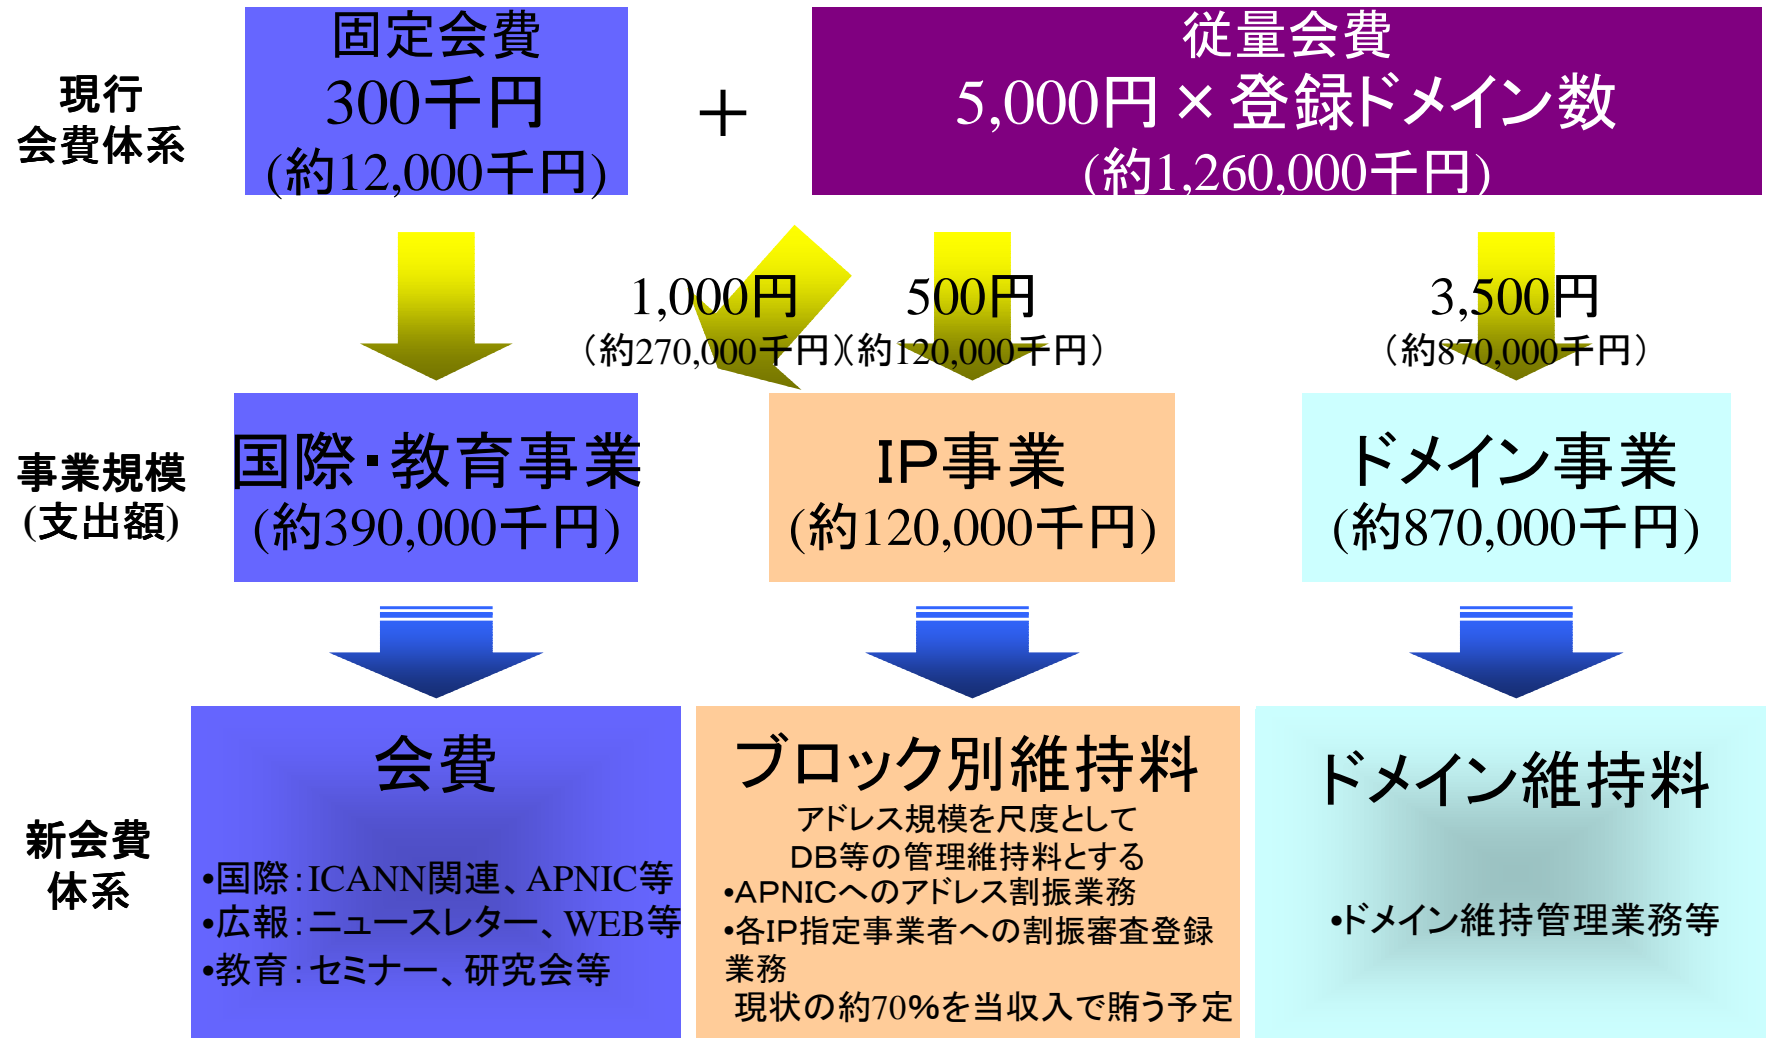 現行
会費体系
固定会費
300千円
(約12,000千円)
＋
従量会費
5,000円×登録ドメイン数
(約1,260,000千円)
1,000円
（約270,000千円）
500円
（約120,000千円）
3,500円
（約870,000千円）
事業規模
(支出額)
国際・教育事業
(約390,000千円)
IP事業
(約120,000千円)
ドメイン事業
(約870,000千円)
新会費
体系
会費
•国際：ICANN関連、APNIC等
•広報：ニュースレター、WEB等
•教育：セミナー、研究会等
ブロック別維持料
アドレス規模を尺度として
DB等の管理維持料とする
•APNICへのアドレス割振業務
•各IP指定事業者への割振審査登録
業務
現状の約70%を当収入で賄う予定
ドメイン維持料
•ドメイン維持管理業務等